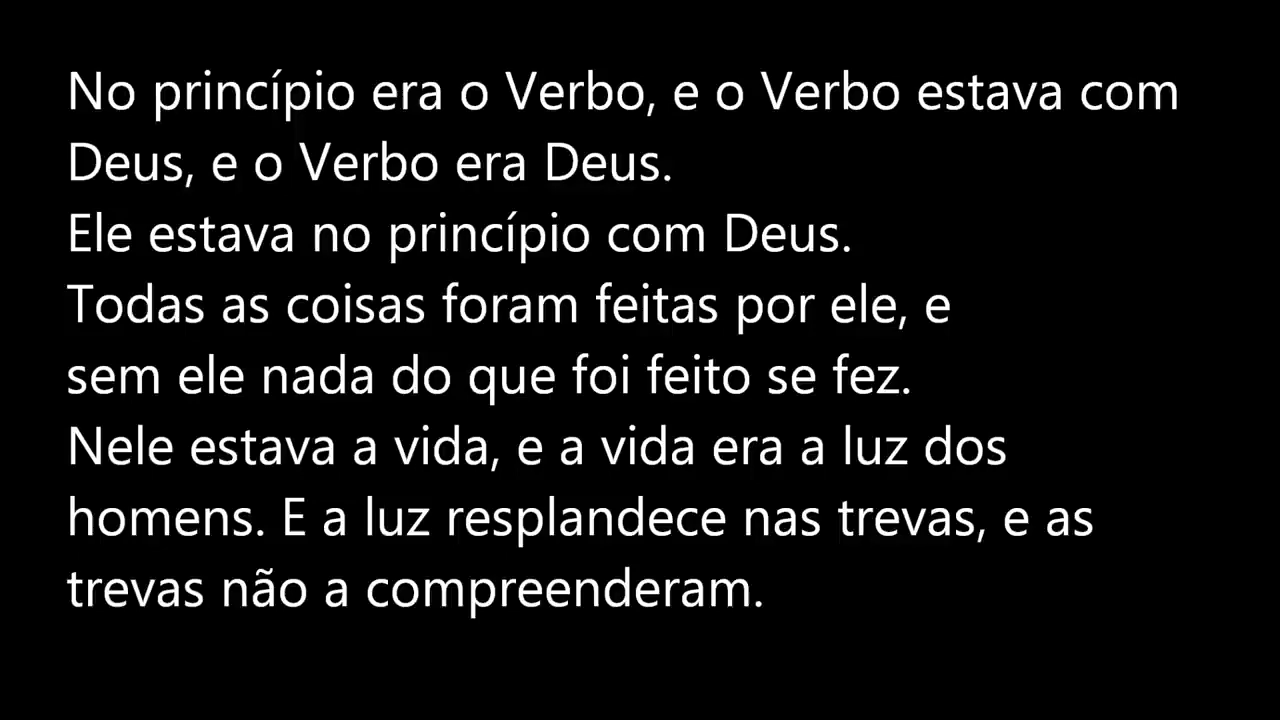 No princípio era o Verbo, e o Verbo estava com
Deus, e o Verbo era Deus.
Ele estava no princípio com Deus.
Todas as coisas foram feitas por ele, e
sem ele nada do que foi feito se fez.
Nele estava a vida, e a vida era a luz dos
homens. E a luz resplandece nas trevas, e as
trevas não a compreenderam.